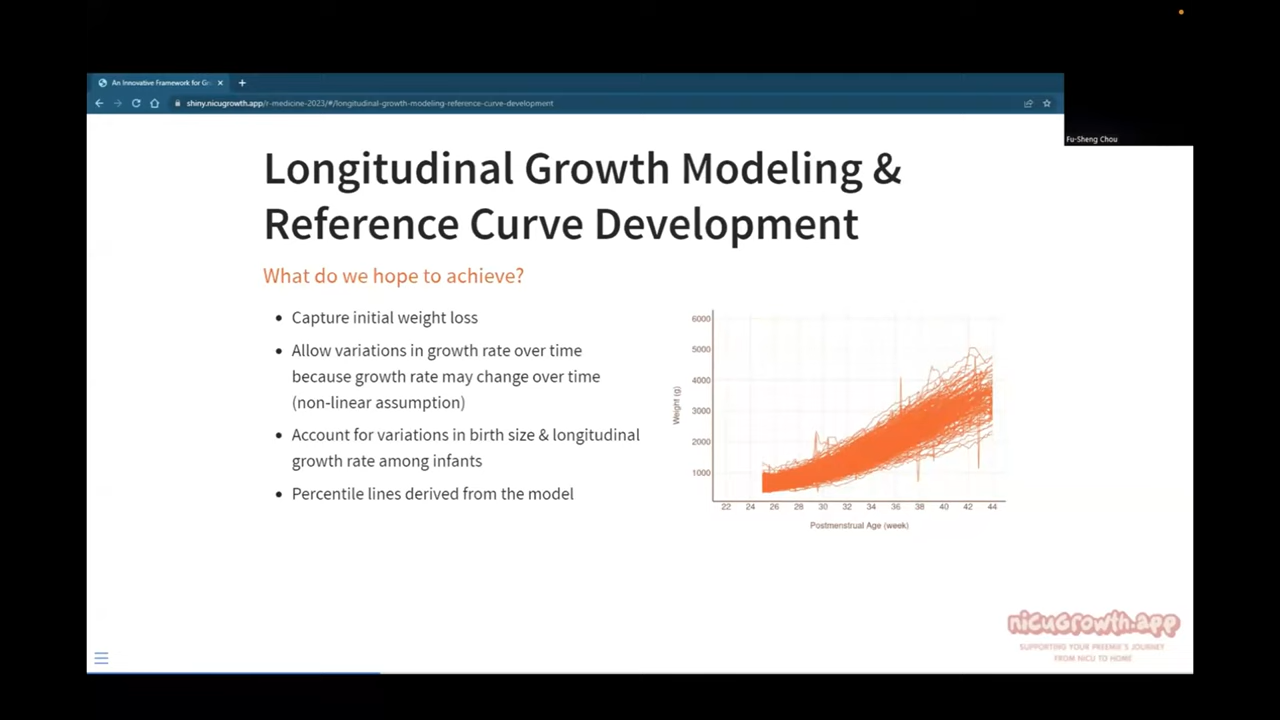 An Innovative Framework for Gr
shiny.nicugrowth.app/r-medicine-2023/#/longitudinal-growth-modeling-reference-curve-development
Fu-Sheng Chou
Longitudinal Growth Modeling &
Reference Curve Development
What do we hope to achieve?
• Capture initial weight loss
• Allow variations in growth rate over time
because growth rate may change over time
(non-linear assumption)
• Account for variations in birth size & longitudinal
growth rate among infants
• Percentile lines derived from the model
6000
5000
4000
3000
2000
1000
Weight (g)
22 24 26 28 30 32 34 36 38 40 42 44
Postmenstrual Age (week)
nicuGrowth.app
SUPPORTING YOUR PREEMIE'S JOURNEY
FROM NICU TO HOME